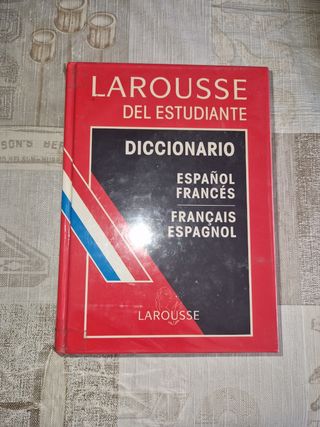 LAROUSSE
DEL ESTUDIANTE
DICCIONARIO
ESPAÑOL
FRANCÉS
FRANÇAIS
ESPAGNOL
LAROUSSE